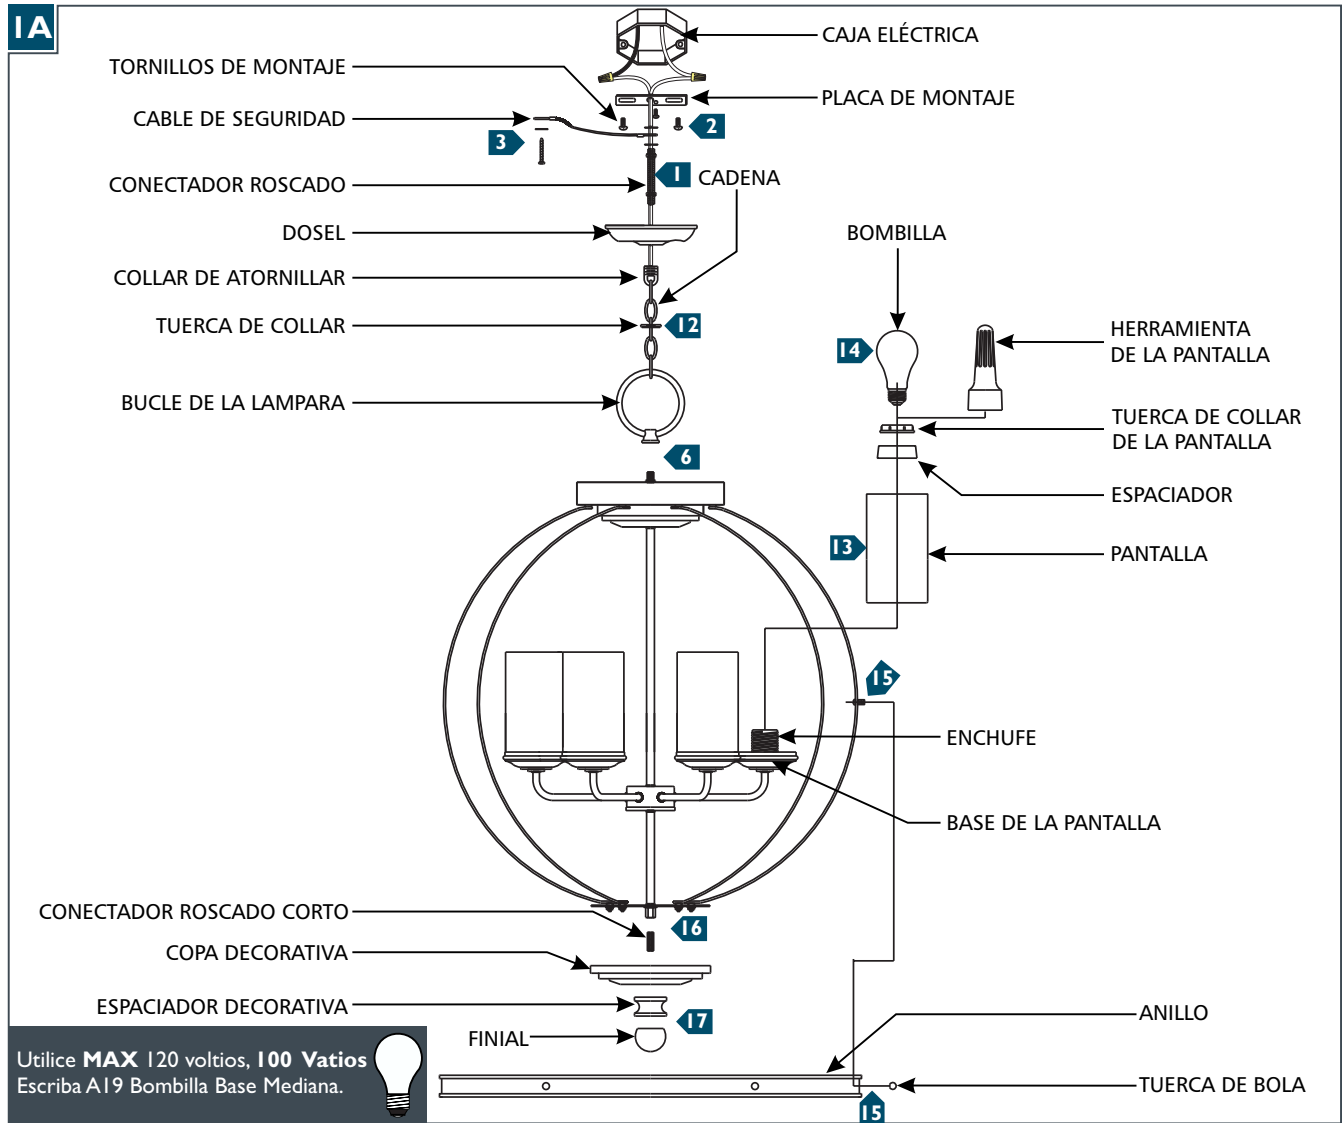 1A
CAJA ELÉCTRICA
TORNILLOS DE MONTAJE
PLACA DE MONTAJE
CABLE DE SEGURIDAD
2
3
CONECTADOR ROSCADO
1
CADENA
DOSEL
BOMBILLA
COLLAR DE ATORNILLAR
TUERCA DE COLLAR
12
14
HERRAMIENTA
DE LA PANTALLA
BUCLE DE LA LAMPARA
TUERCA DE COLLAR
DE LA PANTALLA
6
ESPACIADOR
13
PANTALLA
15
ENCHUFE
BASE DE LA PANTALLA
CONECTADOR ROSCADO CORTO
16
COPA DECORATIVA
ESPACIADOR DECORATIVA
17
ANILLO
FINIAL
Utilice MAX 120 voltios, 100 Vatios
Escriba A19 Bombilla Base Mediana.
TUERCA DE BOLA
15